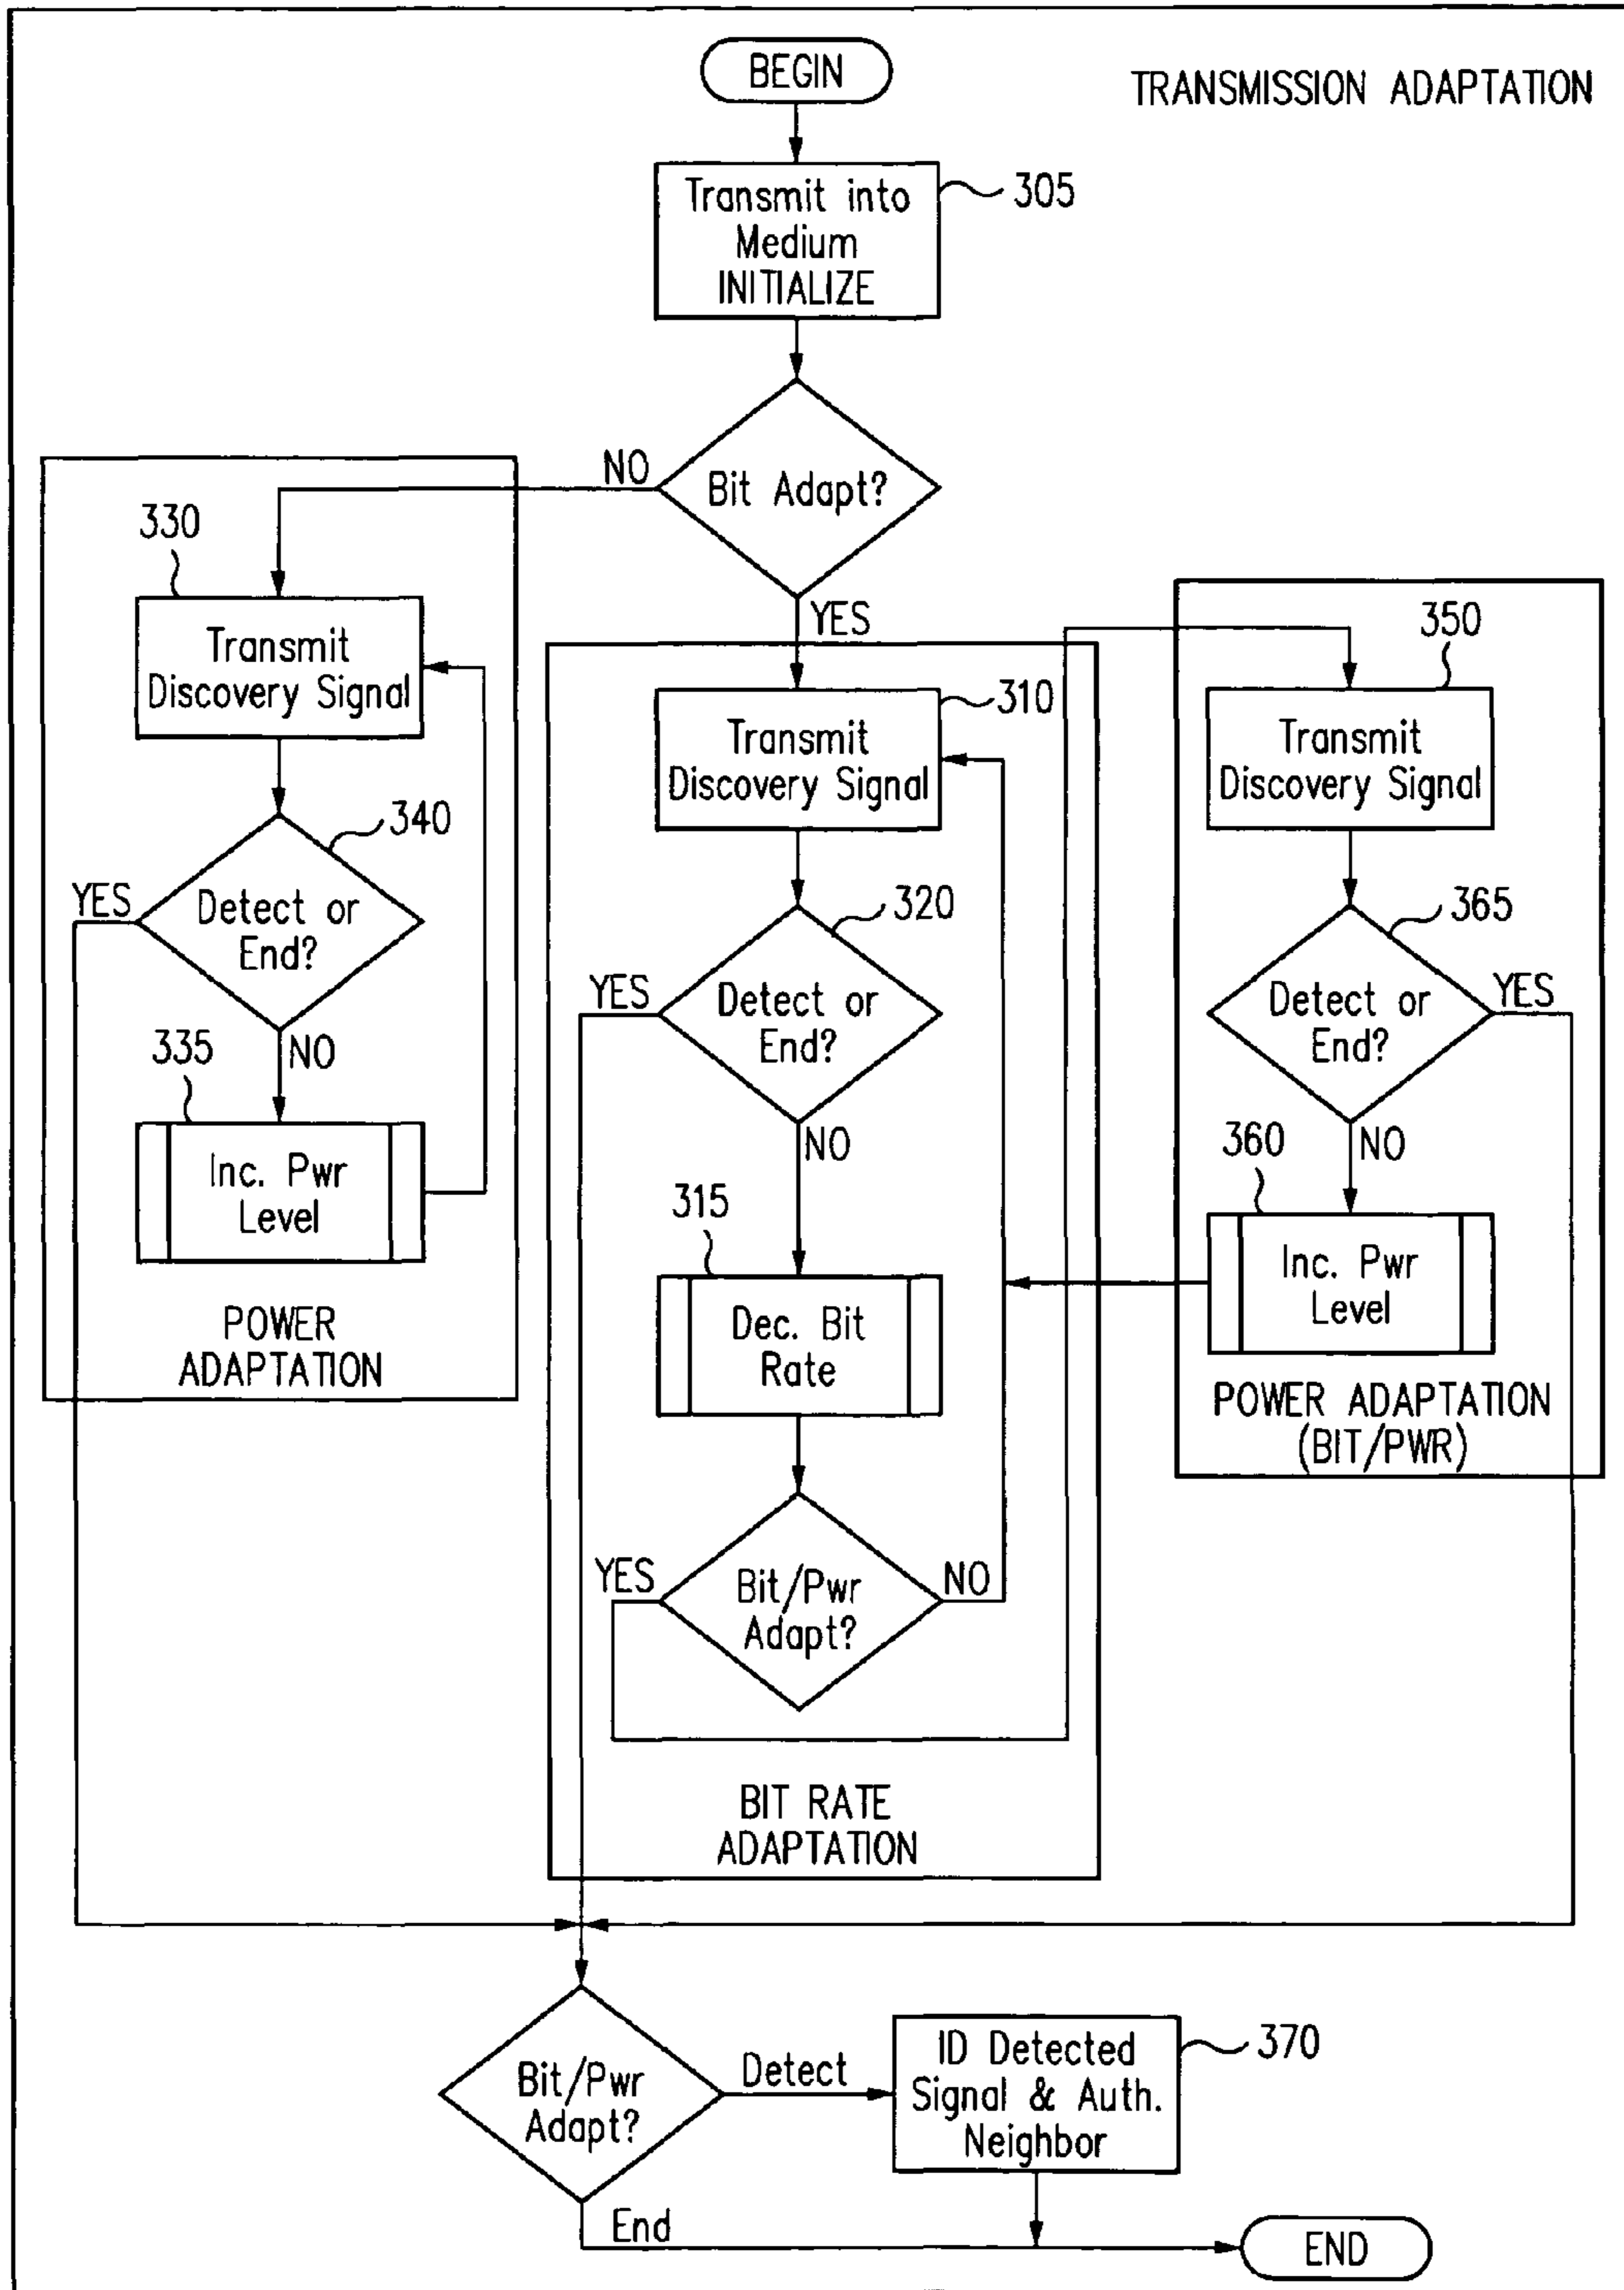 BEGIN
TRANSMISSION ADAPTATION
Transmit into
Medium
INITIALIZE
305
Bit Adapt?
NO
YES
330
Transmit
Discovery Signal
340
Detect or
End?
YES
NO
335
Inc. Pwr
Level
POWER
ADAPTATION
310
Transmit
Discovery Signal
320
Detect or
End?
YES
NO
315
Dec. Bit
Rate
Bit/Pwr
Adapt?
YES
NO
BIT RATE
ADAPTATION
350
Transmit
Discovery Signal
365
Detect or
End?
YES
NO
360
Inc. Pwr
Level
POWER ADAPTATION
(BIT/PWR)
Bit/Pwr
Adapt?
Detect
End
ID Detected
Signal & Auth.
Neighbor
370
END